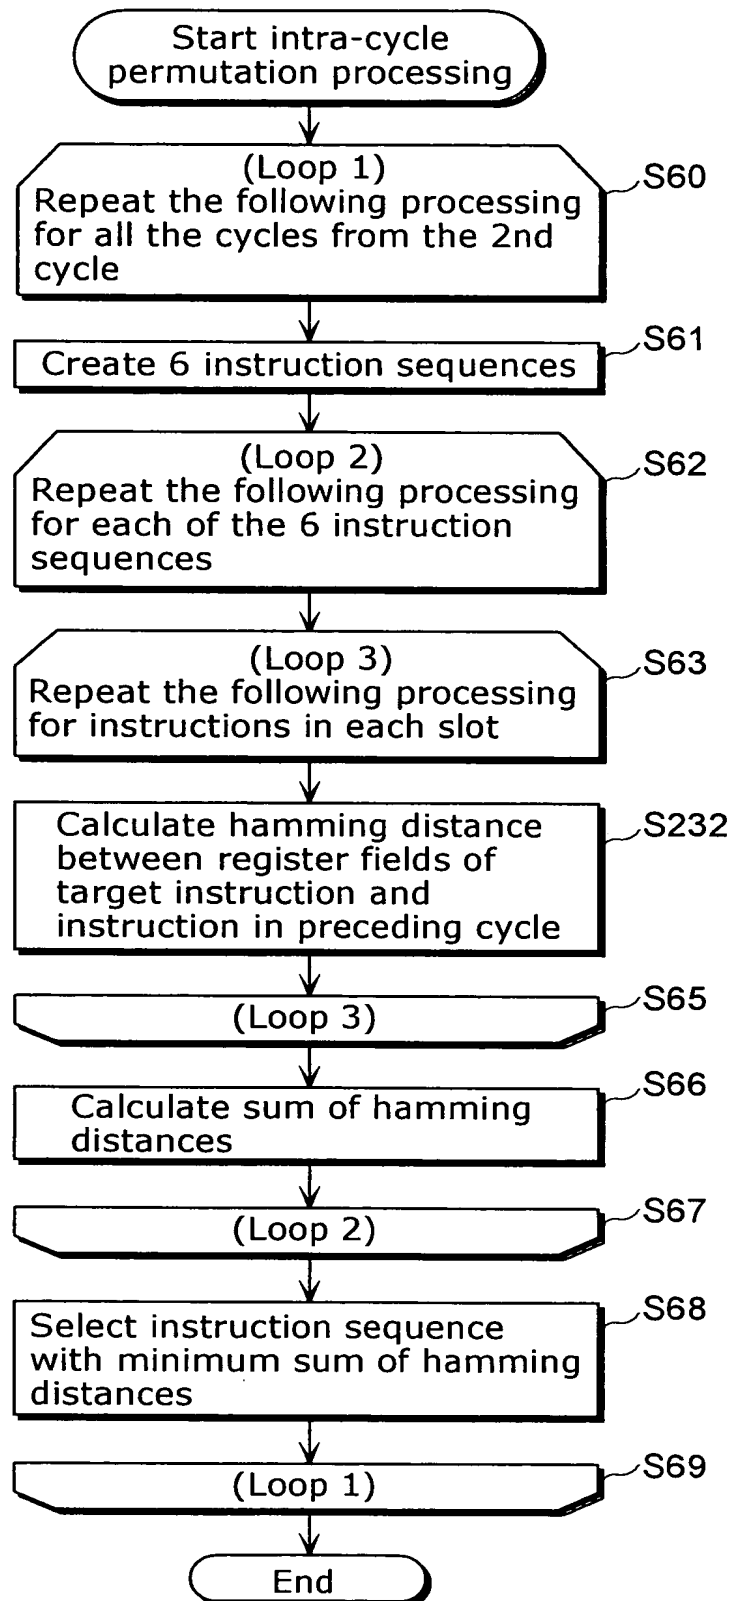 Start intra-cycle
permutation processing
(Loop 1)
Repeat the following processing
for all the cycles from the 2nd
cycle
S60
Create 6 instruction sequences
S61
(Loop 2)
Repeat the following processing
for each of the 6 instruction
sequences
S62
(Loop 3)
Repeat the following processing
for instructions in each slot
S63
Calculate hamming distance
between register fields of
target instruction and
instruction in preceding cycle
S232
(Loop 3)
S65
Calculate sum of hamming
distances
S66
(Loop 2)
S67
Select instruction sequence
with minimum sum of hamming
distances
S68
(Loop 1)
S69
End